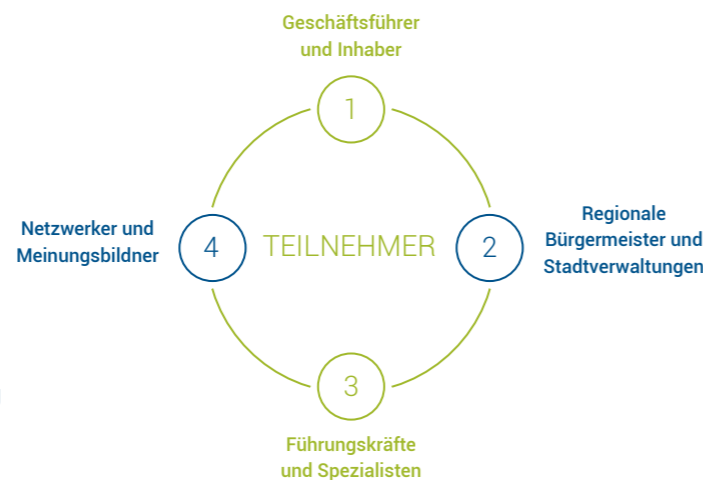 Geschäftsführer
und Inhaber
1
Netzwerker und
Meinungsbildner
4
TEILNEHMER
2
Regionale
Bürgermeister und
Stadtverwaltungen
3
Führungskräfte
und Spezialisten